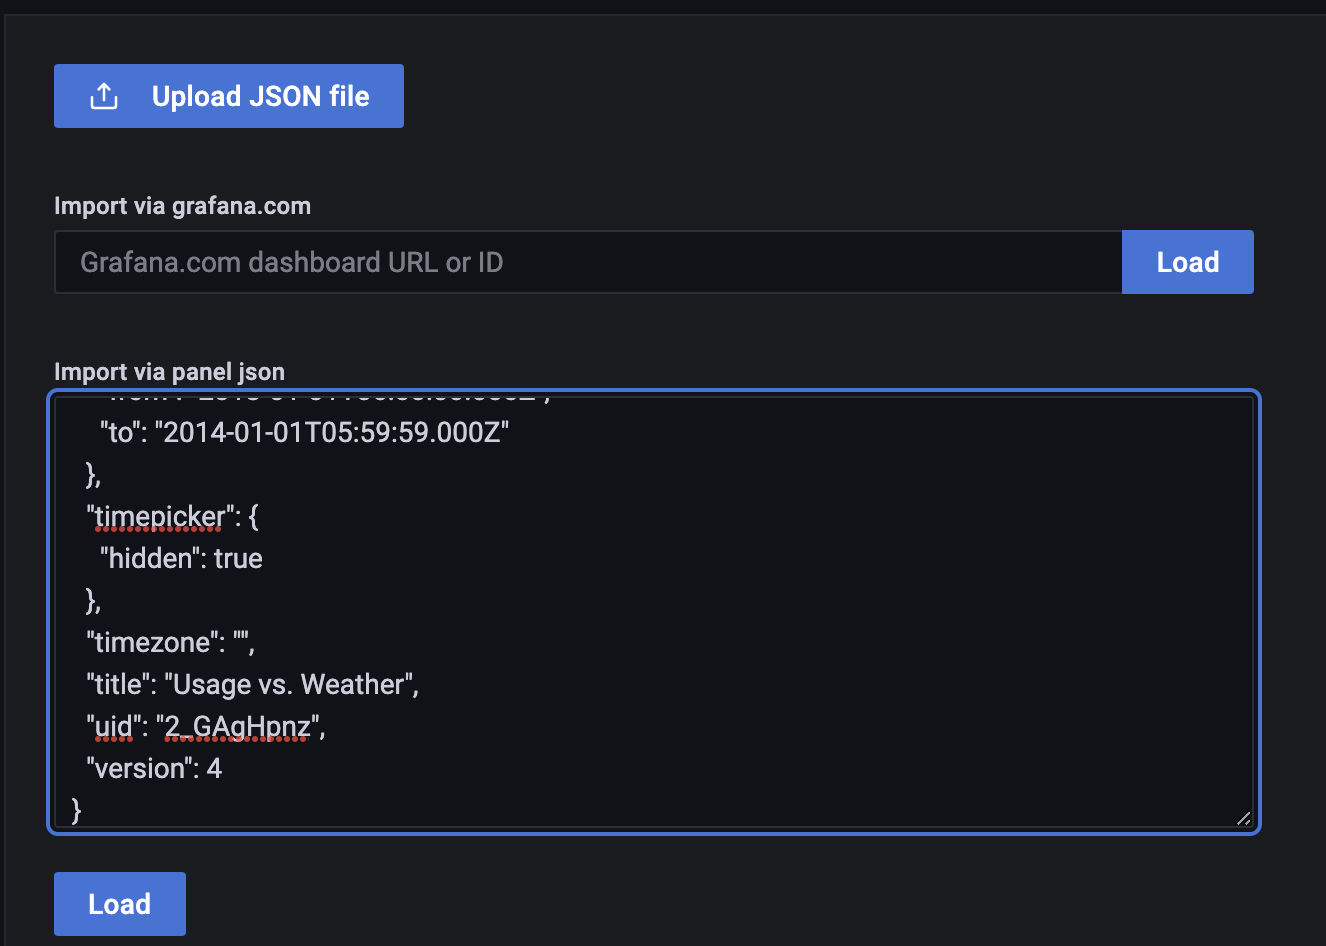 Upload JSON file
Import via grafana.com
Grafana.com dashboard URL or ID
Load
Import via panel json
"to": "2014-01-01T05:59:59.000Z"
},
"timepicker": {
"hidden": true
},
"timezone": "",
"title": "Usage vs. Weather",
"uid": "2_GAgHpnz",
"version": 4
}
Load